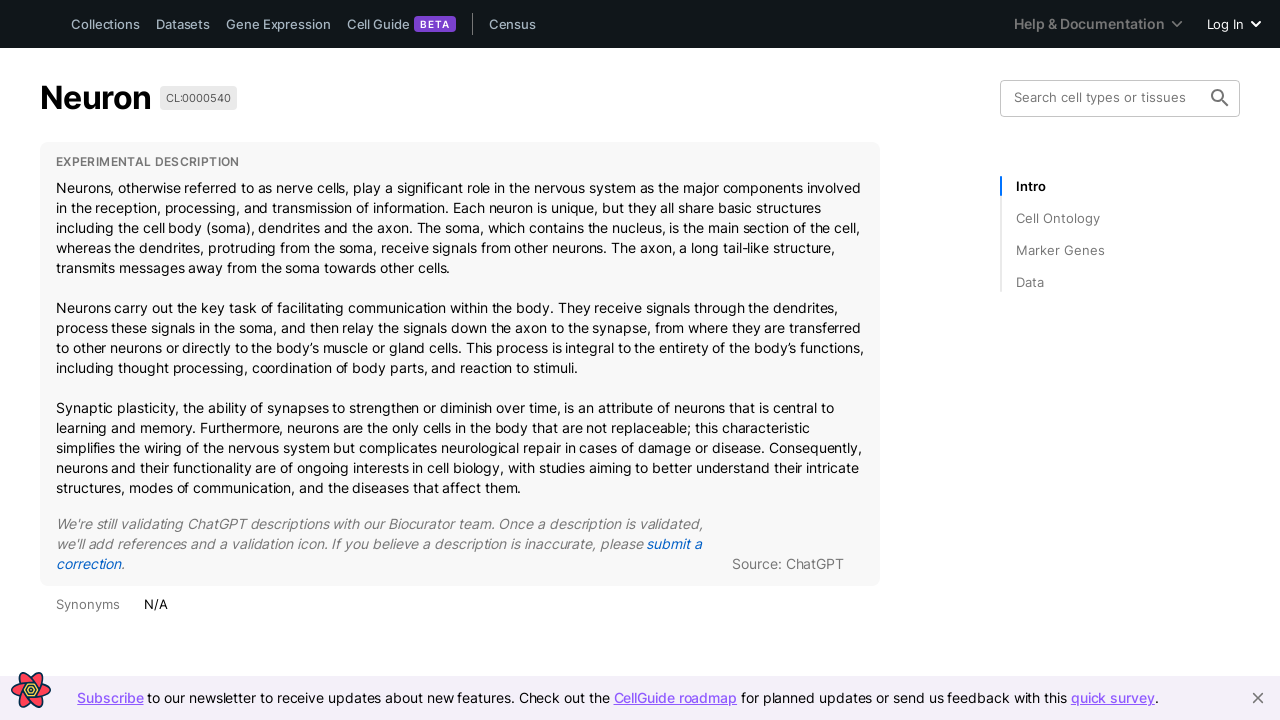 Collections Datasets Gene Expression Cell Guide BETA Census Help & Documentation Log In
Neuron CL:0000540
Search cell types or tissues
EXPERIMENTAL DESCRIPTION
Neurons, otherwise referred to as nerve cells, play a significant role in the nervous system as the major components involved
in the reception, processing, and transmission of information. Each neuron is unique, but they all share basic structures
including the cell body (soma), dendrites and the axon. The soma, which contains the nucleus, is the main section of the cell,
whereas the dendrites, protruding from the soma, receive signals from other neurons. The axon, a long tail-like structure,
transmits messages away from the soma towards other cells.
Neurons carry out the key task of facilitating communication within the body. They receive signals through the dendrites,
process these signals in the soma, and then relay the signals down the axon to the synapse, from where they are transferred
to other neurons or directly to the body’s muscle or gland cells. This process is integral to the entirety of the body’s functions,
including thought processing, coordination of body parts, and reaction to stimuli.
Synaptic plasticity, the ability of synapses to strengthen or diminish over time, is an attribute of neurons that is central to
learning and memory. Furthermore, neurons are the only cells in the body that are not replaceable; this characteristic
simplifies the wiring of the nervous system but complicates neurological repair in cases of damage or disease. Consequently,
neurons and their functionality are of ongoing interests in cell biology, with studies aiming to better understand their intricate
structures, modes of communication, and the diseases that affect them.
We're still validating ChatGPT descriptions with our Biocurator team. Once a description is validated,
we'll add references and a validation icon. If you believe a description is inaccurate, please submit a
correction.
Source: ChatGPT
Synonyms N/A
Intro
Cell Ontology
Marker Genes
Data
Subscribe to our newsletter to receive updates about new features. Check out the CellGuide roadmap for planned updates or send us feedback with this quick survey.